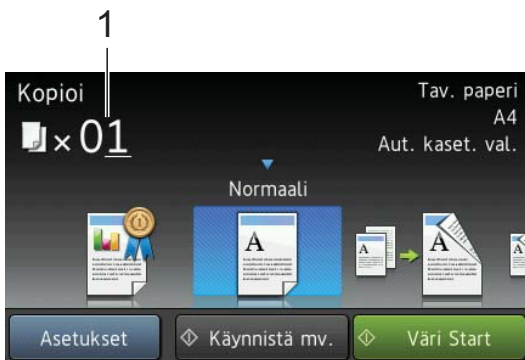 1
Kopioi
Tav. paperi
A4
×01
Aut. kaset. val.
Normaali
A
A
A
A
Asetukset
Käynnistä mv.
Väri Start